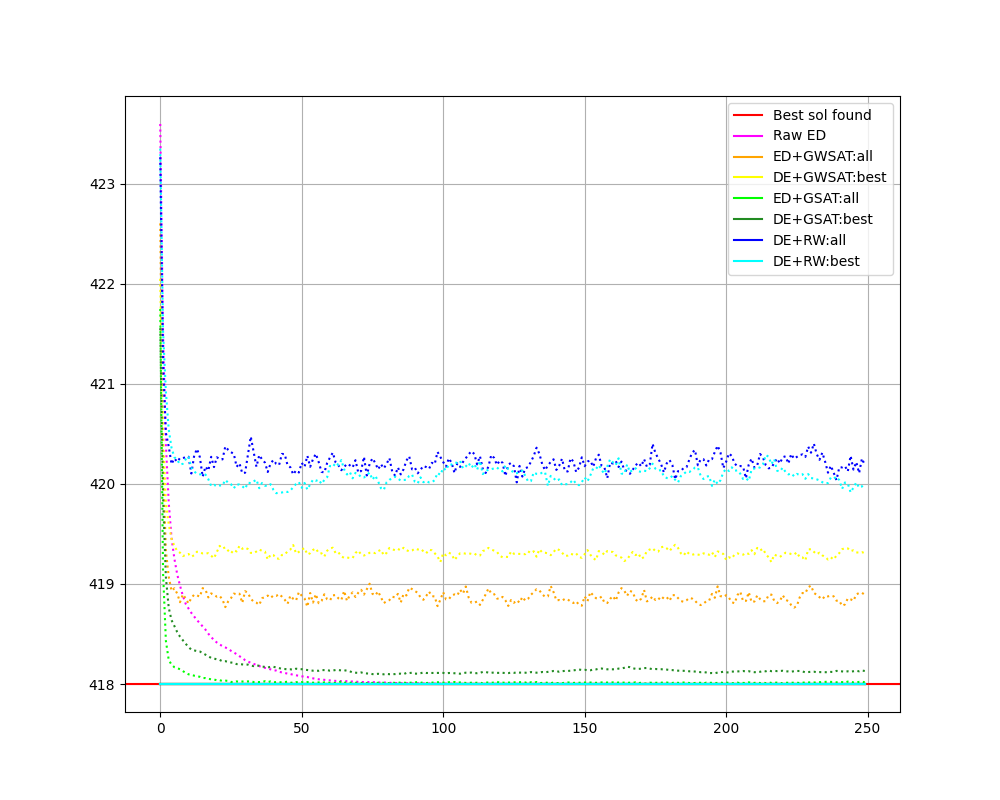 Best sol found
Raw ED
ED+GWSAT:all
DE+GWSAT:best
ED+GSAT:all
DE+GSAT:best
DE+RW:all
DE+RW:best
423
422
421
420
419
418
0 50 100 150 200 250